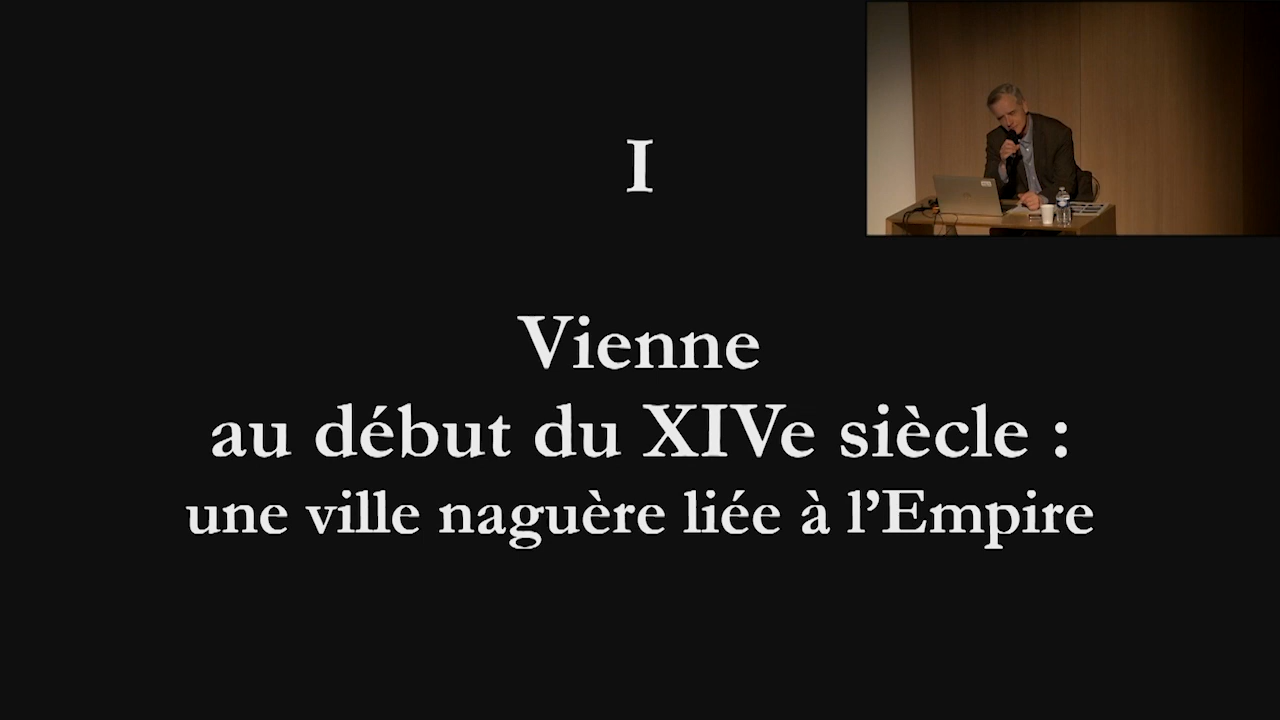 I
Vienne
au début du XIVe siècle :
une ville naguère liée à l’Empire